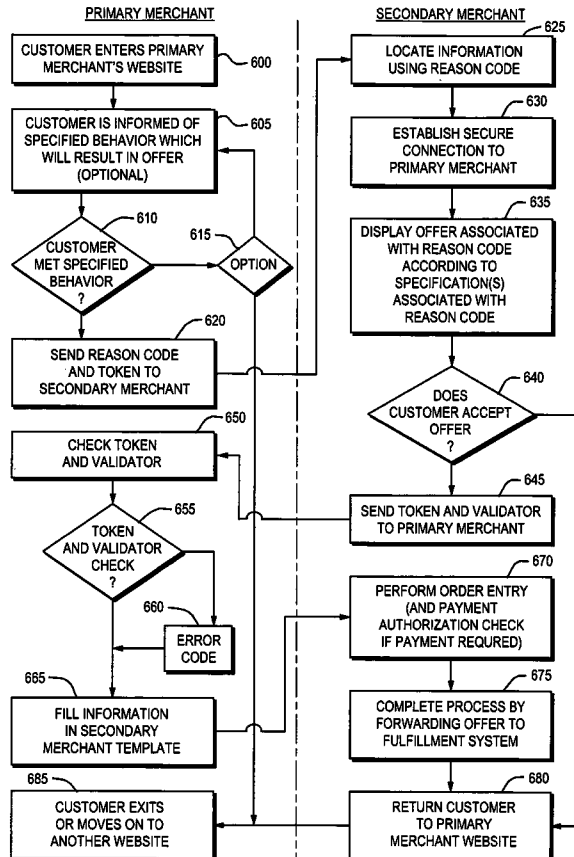 PRIMARY MERCHANT
CUSTOMER ENTERS PRIMARY
MERCHANT'S WEBSITE
600
CUSTOMER IS INFORMED OF
SPECIFIED BEHAVIOR WHICH
WILL RESULT IN OFFER
(OPTIONAL)
605
CUSTOMER
MET SPECIFIED
BEHAVIOR
?
610
615
OPTION
620
SEND REASON CODE
AND TOKEN TO
SECONDARY MERCHANT
SECONDARY MERCHANT
625
LOCATE INFORMATION
USING REASON CODE
630
ESTABLISH SECURE
CONNECTION TO
PRIMARY MERCHANT
635
DISPLAY OFFER ASSOCIATED
WITH REASON CODE
ACCORDING TO
SPECIFICATION(S)
ASSOCIATED WITH
REASON CODE
640
DOES
CUSTOMER ACCEPT
OFFER
?
645
SEND TOKEN AND VALIDATOR
TO PRIMARY MERCHANT
650
CHECK TOKEN
AND VALIDATOR
655
TOKEN
AND VALIDATOR
CHECK
?
660
ERROR
CODE
665
FILL INFORMATION
IN SECONDARY
MERCHANT TEMPLATE
670
PERFORM ORDER ENTRY
(AND PAYMENT
AUTHORIZATION CHECK
IF PAYMENT REQURED)
675
COMPLETE PROCESS BY
FORWARDING OFFER TO
FULFILLMENT SYSTEM
680
RETURN CUSTOMER
TO PRIMARY
MERCHANT WEBSITE
685
CUSTOMER EXITS
OR MOVES ON TO
ANOTHER WEBSITE